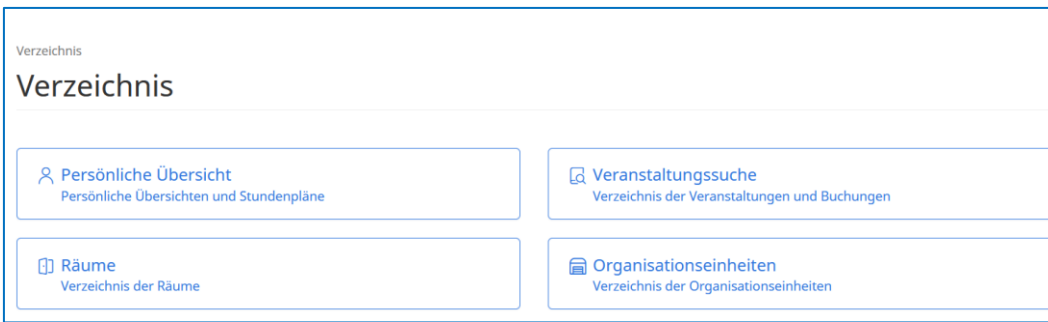 Verzeichnis
Verzeichnis
Persönliche Übersicht
Persönliche Übersichten und Stundenpläne
Veranstaltungssuche
Verzeichnis der Veranstaltungen und Buchungen
Räume
Verzeichnis der Räume
Organisationseinheiten
Verzeichnis der Organisationseinheiten